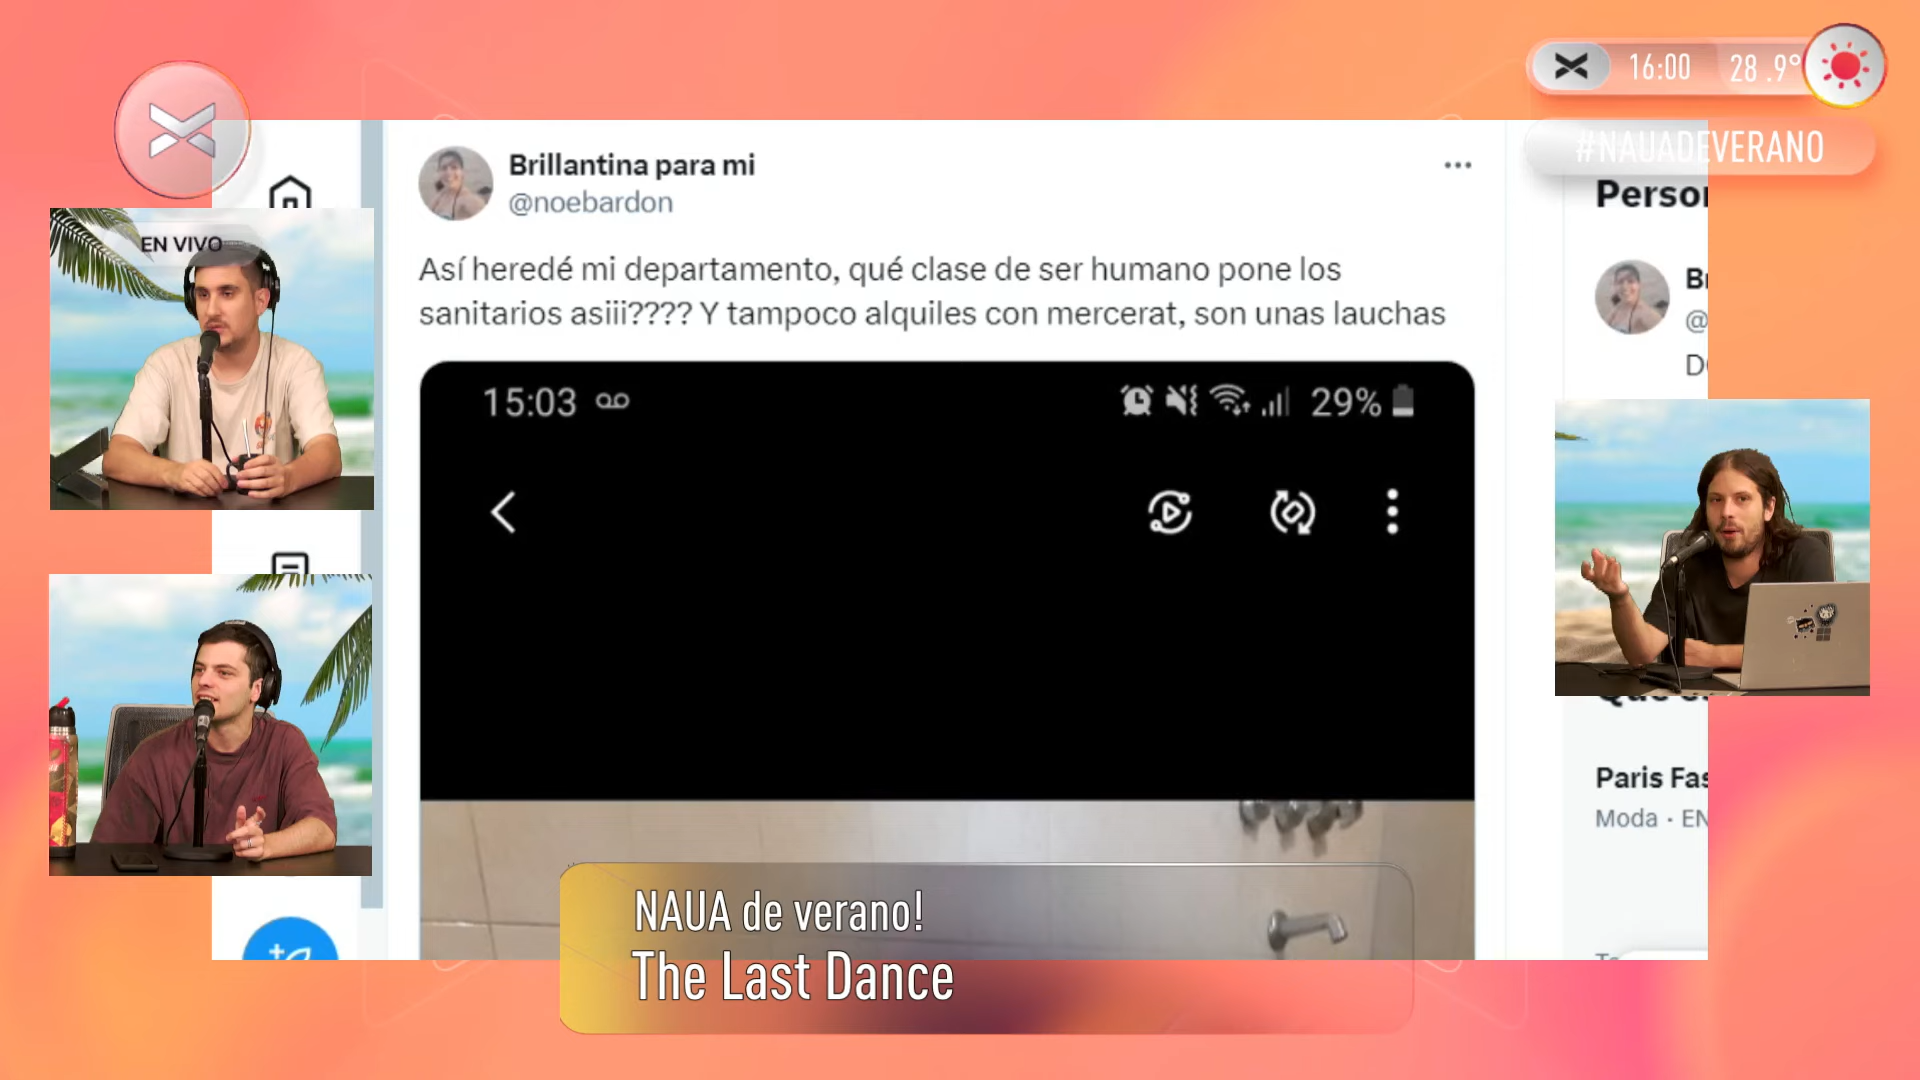 16:00 28.9°
#NAUADEVERANO
EN VIVO
Brillantina para mi
@noebardon
Así heredé mi departamento, qué clase de ser humano pone los
sanitarios asiii???? Y tampoco alquiles con mercerat, son unas lauchas
15:03
29%
Paris Fas
Moda · EN
NAUA de verano!
The Last Dance